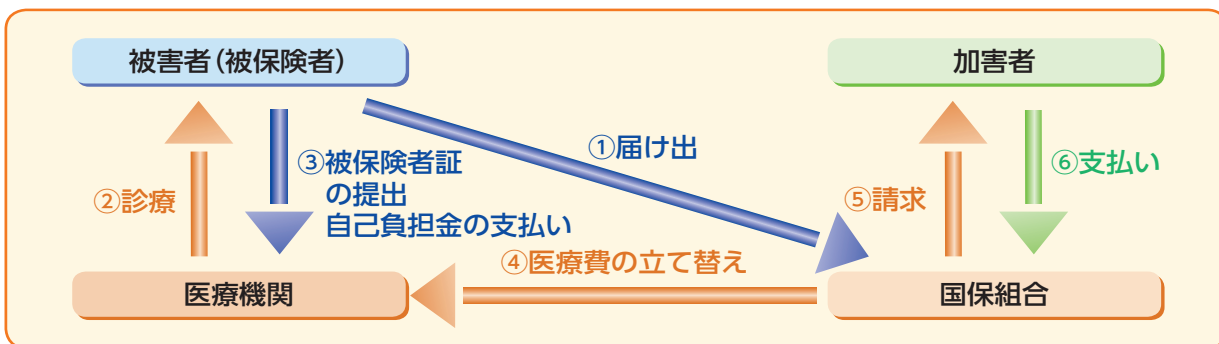 被害者（被保険者）
加害者
①届け出
②診療
③被保険者証
の提出
自己負担金の支払い
⑤請求
⑥支払い
④医療費の立て替え
医療機関
国保組合